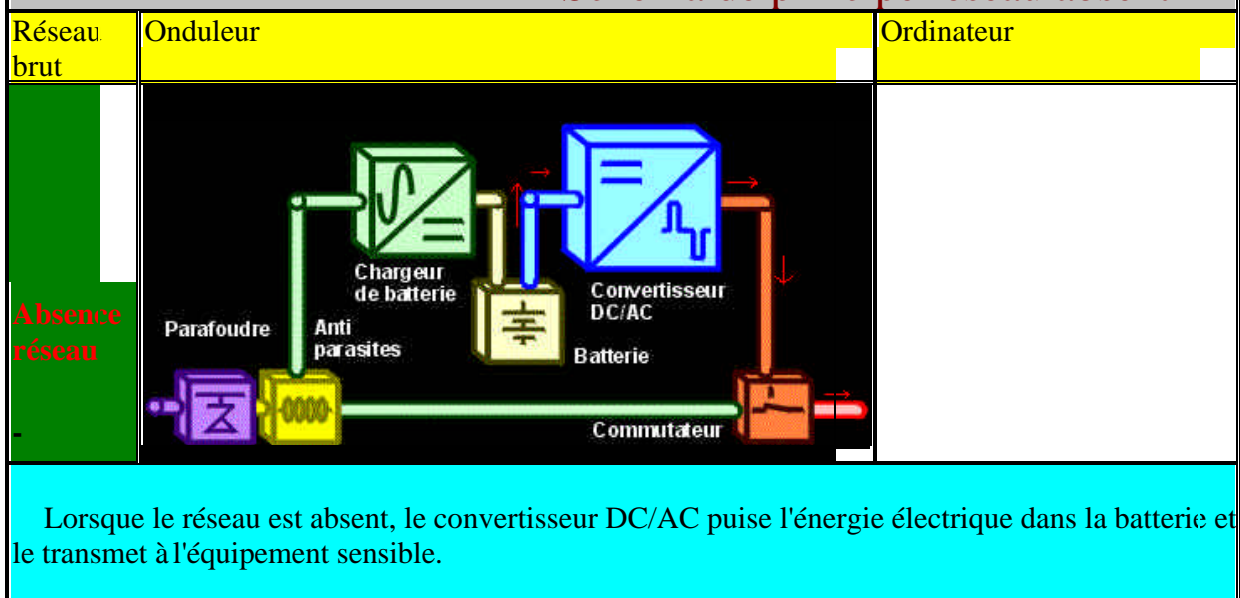 Réseau
brut
Onduleur
Ordinateur
Absence
réseau
-
Chargeur
de batterie
Convertisseur
DC/AC
Parafoudre
Anti
parasites
Batterie
Commutateur
Lorsque le réseau est absent, le convertisseur DC/AC puise l'énergie électrique dans la batterie et
le transmet à l'équipement sensible.